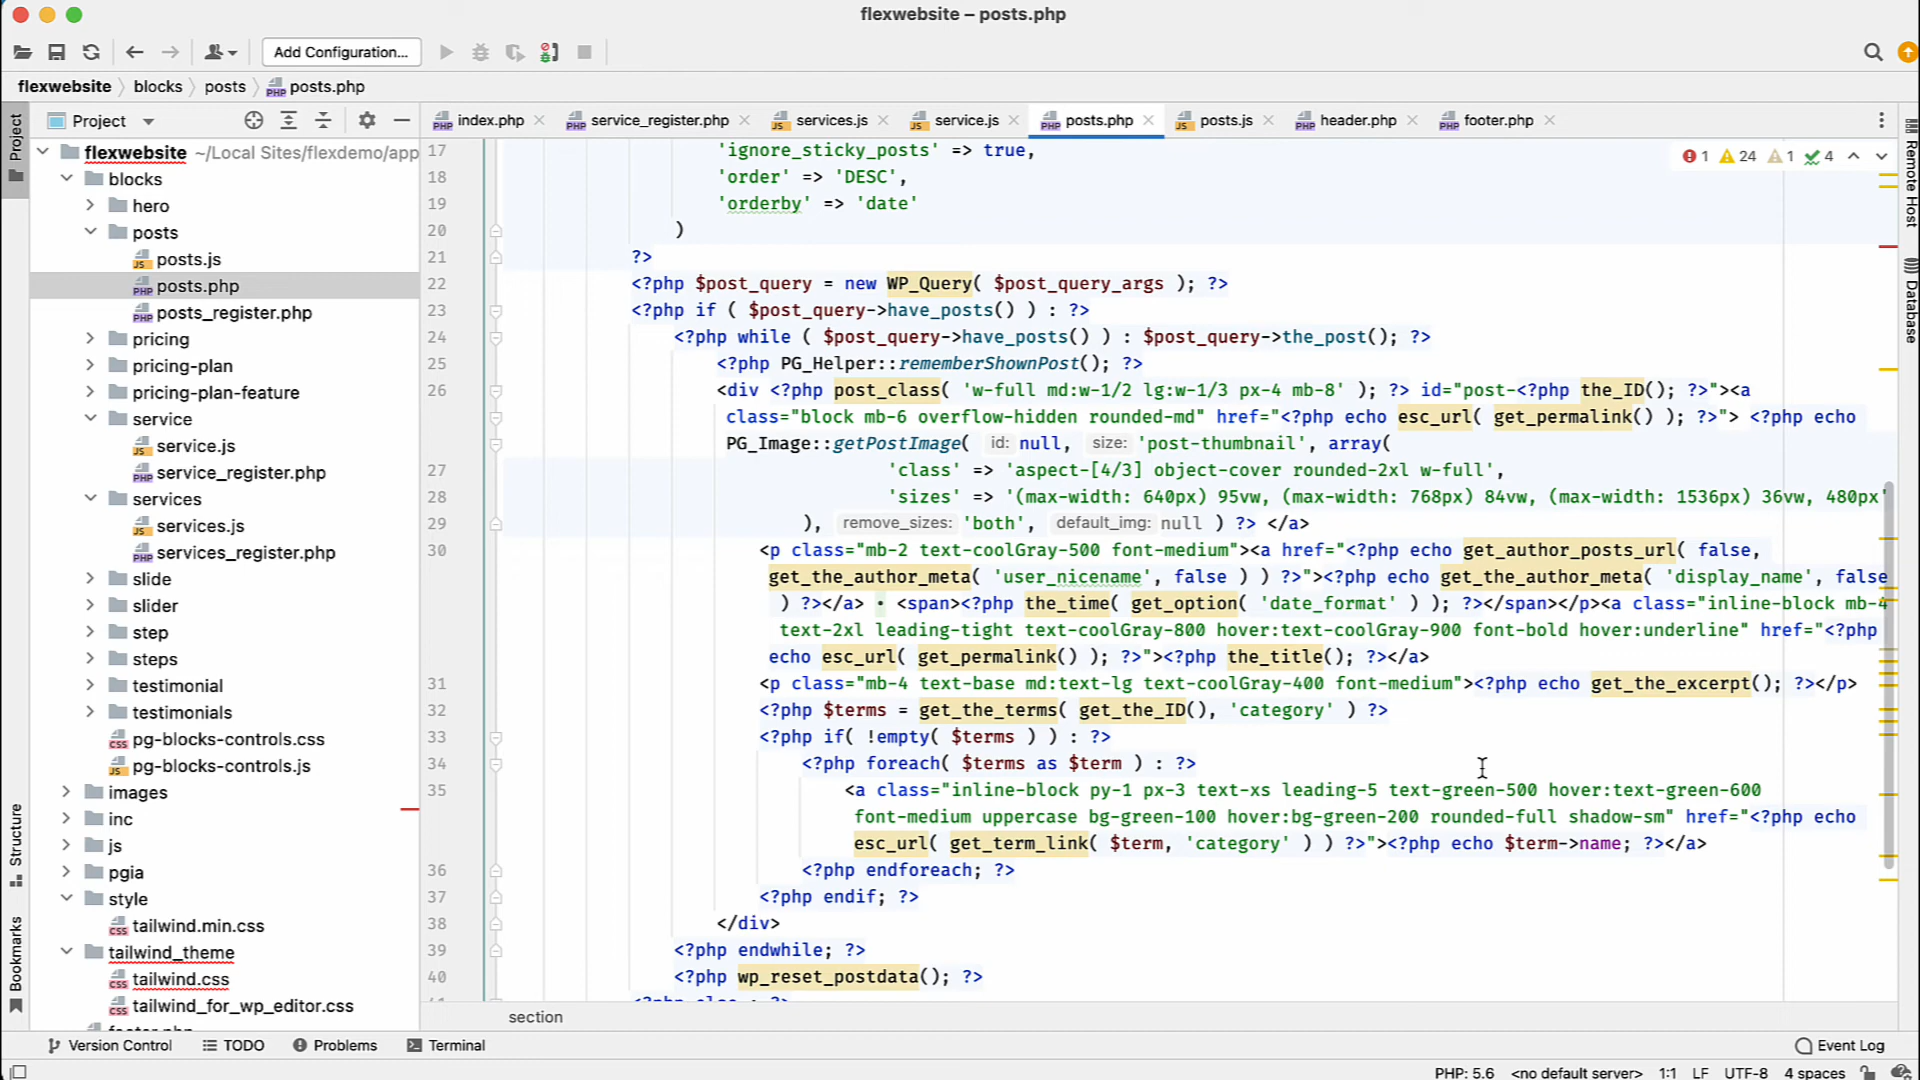 flexwebsite – posts.php
Add Configuration...
flexwebsite
blocks
posts
posts.php
Project
index.php
service_register.php
services.js
service.js
posts.php
posts.js
header.php
footer.php
Project
Structure
Bookmarks
flexwebsite ~/Local Sites/flexdemo/app
blocks
hero
posts
posts.js
posts.php
posts_register.php
pricing
pricing-plan
pricing-plan-feature
service
service.js
service_register.php
services
services.js
services_register.php
slide
slider
step
steps
testimonial
testimonials
pg-blocks-controls.css
pg-blocks-controls.js
images
inc
js
pgia
style
tailwind.min.css
tailwind_theme
tailwind.css
tailwind_for_wp_editor.css
footer.php
1 24 1 4
17 'ignore_sticky_posts' => true,
18 'order' => 'DESC',
19 'orderby' => 'date'
20 )
21 ?>
22 <?php $post_query = new WP_Query( $post_query_args ); ?>
23 <?php if ( $post_query->have_posts() ) : ?>
24 <?php while ( $post_query->have_posts() ) : $post_query->the_post(); ?>
25 <?php PG_Helper::rememberShownPost(); ?>
26 <div <?php post_class( 'w-full md:w-1/2 lg:w-1/3 px-4 mb-8' ); ?> id="post-<?php the_ID(); ?>"><a
class="block mb-6 overflow-hidden rounded-md" href="<?php echo esc_url( get_permalink() ); ?>"> <?php echo
PG_Image::getPostImage( id: null, size: 'post-thumbnail', array(
27 'class' => 'aspect-[4/3] object-cover rounded-2xl w-full',
28 'sizes' => '(max-width: 640px) 95vw, (max-width: 768px) 84vw, (max-width: 1536px) 36vw, 480px'
29 ), remove_sizes: 'both', default_img: null ) ?> </a>
30 <p class="mb-2 text-coolGray-500 font-medium"><a href="<?php echo get_author_posts_url( false,
get_the_author_meta( 'user_nicename', false ) ) ?>"><?php echo get_the_author_meta( 'display_name', false
) ?></a> • <span><?php the_time( get_option( 'date_format' ) ); ?></span></p><a class="inline-block mb-4
text-2xl leading-tight text-coolGray-800 hover:text-coolGray-900 font-bold hover:underline" href="<?php
echo esc_url( get_permalink() ); ?>"><?php the_title(); ?></a>
31 <p class="mb-4 text-base md:text-lg text-coolGray-400 font-medium"><?php echo get_the_excerpt(); ?></p>
32 <?php $terms = get_the_terms( get_the_ID(), 'category' ) ?>
33 <?php if( !empty( $terms ) ) : ?>
34 <?php foreach( $terms as $term ) : ?>
35 <a class="inline-block py-1 px-3 text-xs leading-5 text-green-500 hover:text-green-600
font-medium uppercase bg-green-100 hover:bg-green-200 rounded-full shadow-sm" href="<?php echo
esc_url( get_term_link( $term, 'category' ) ) ?>"><?php echo $term->name; ?></a>
36 <?php endforeach; ?>
37 <?php endif; ?>
38 </div>
39 <?php endwhile; ?>
40 <?php wp_reset_postdata(); ?>
41 <?php else : ?>
section
Remote Host
Database
Version Control
TODO
Problems
Terminal
Event Log
PHP: 5.6 <no default server> 1:1 LF UTF-8 4 spaces